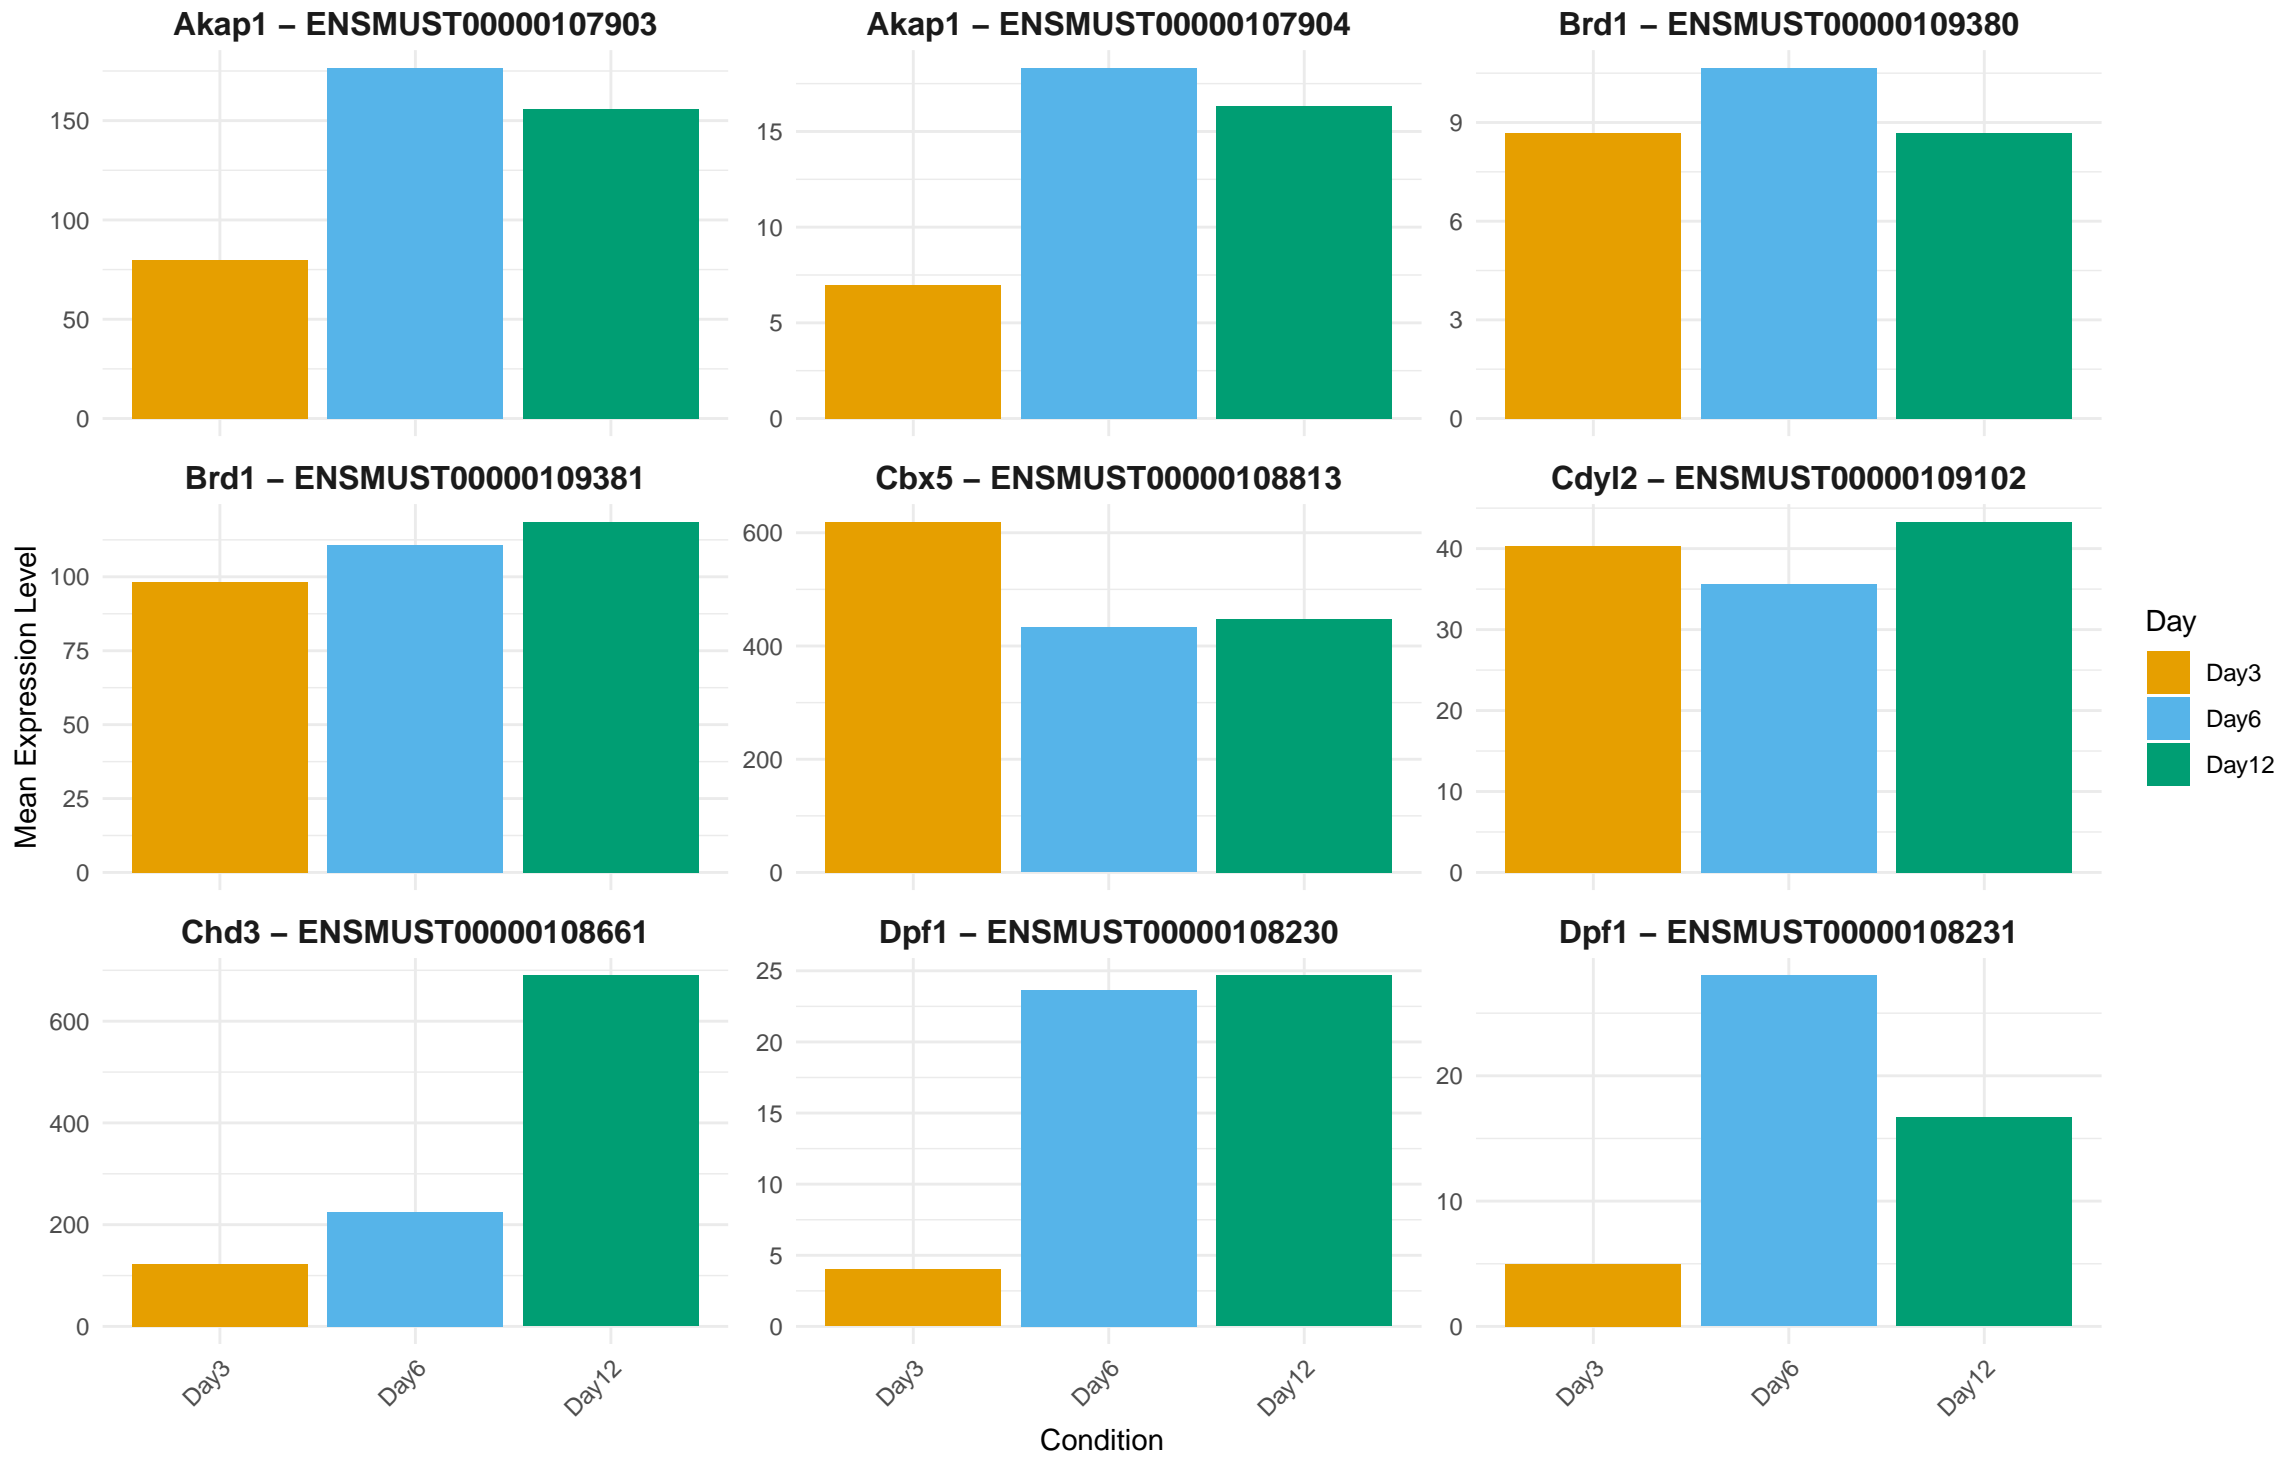 Akap1 – ENSMUST00000107903
Akap1 – ENSMUST00000107904
Brd1 – ENSMUST00000109380
150
100
50
0
15
10
5
0
9
6
3
0
Brd1 – ENSMUST00000109381
Cbx5 – ENSMUST00000108813
Cdyl2 – ENSMUST00000109102
100
75
50
25
0
600
400
200
0
40
30
20
10
0
Chd3 – ENSMUST00000108661
Dpf1 – ENSMUST00000108230
Dpf1 – ENSMUST00000108231
600
400
200
0
25
20
15
10
5
0
20
10
0
Day3
Day6
Day12
Day3
Day6
Day12
Day3
Day6
Day12
Condition
Mean Expression Level
Day
Day3
Day6
Day12